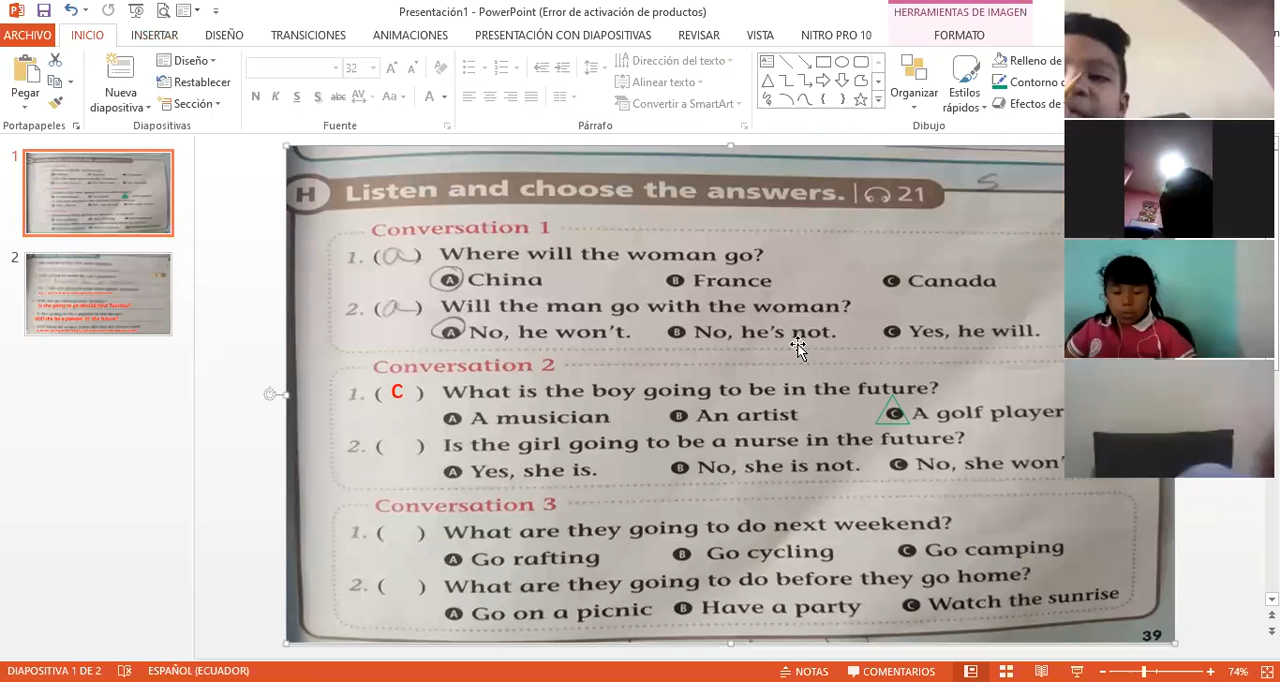 Presentación1 - PowerPoint (Error de activación de productos)
HERRAMIENTAS DE IMAGEN
ARCHIVO INICIO INSERTAR DISEÑO TRANSICIONES ANIMACIONES PRESENTACIÓN CON DIAPOSITIVAS REVISAR VISTA NITRO PRO 10 FORMATO
Pegar
Nueva diapositiva
Diseño
Restablecer
Sección
32
N K S S abc AV Aa A
Dirección del texto
Alinear texto
Convertir a SmartArt
Organizar
Estilos rápidos
Relleno de
Contorno
Efectos de
Portapapeles Diapositivas Fuente Párrafo Dibujo
1
2
H Listen and choose the answers. 21 S
Conversation 1
1. (a) Where will the woman go?
A China B France C Canada
2. (a) Will the man go with the woman?
A No, he won't. B No, he's not. C Yes, he will.
Conversation 2
1. ( C ) What is the boy going to be in the future?
A A musician B An artist C A golf player
2. ( ) Is the girl going to be a nurse in the future?
A Yes, she is. B No, she is not. C No, she won'
Conversation 3
1. ( ) What are they going to do next weekend?
A Go rafting B Go cycling C Go camping
2. ( ) What are they going to do before they go home?
A Go on a picnic B Have a party C Watch the sunrise
39
DIAPOSITIVA 1 DE 2 ESPAÑOL (ECUADOR) NOTAS COMENTARIOS 74%